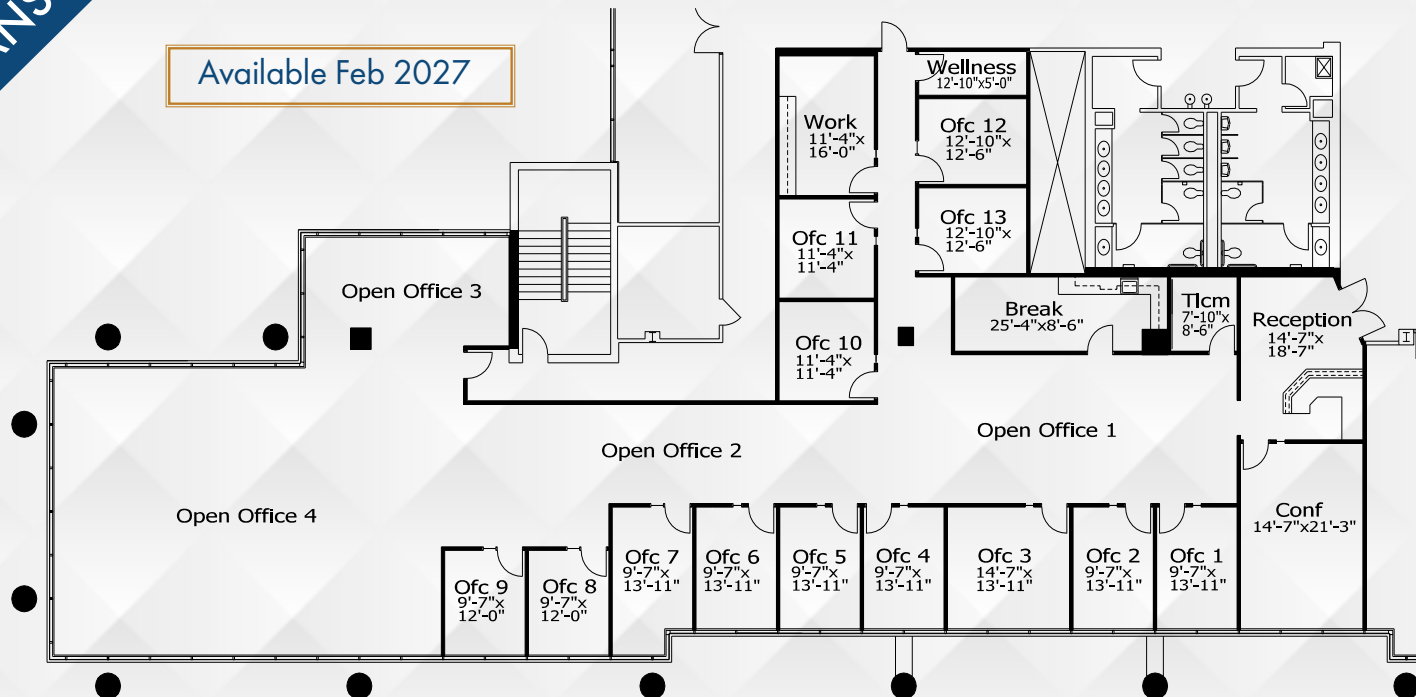 Available Feb 2027
Wellness
12'-10"x5'-0"
Work
11'-4"x
16'-0"
Ofc 12
12'-10"x
12'-6"
Ofc 11
11'-4"x
11'-4"
Ofc 13
12'-10"x
12'-6"
Open Office 3
Break
25'-4"x8'-6"
Tlcm
7'-10"x
8'-6"
Reception
14'-7"x
18'-7"
Ofc 10
11'-4"x
11'-4"
Open Office 2
Open Office 1
Open Office 4
Conf
14'-7"x21'-3"
Ofc 9
9'-7"x
12'-0"
Ofc 8
9'-7"x
12'-0"
Ofc 7
9'-7"x
13'-11"
Ofc 6
9'-7"x
13'-11"
Ofc 5
9'-7"x
13'-11"
Ofc 4
9'-7"x
13'-11"
Ofc 3
14'-7"x
13'-11"
Ofc 2
9'-7"x
13'-11"
Ofc 1
9'-7"x
13'-11"